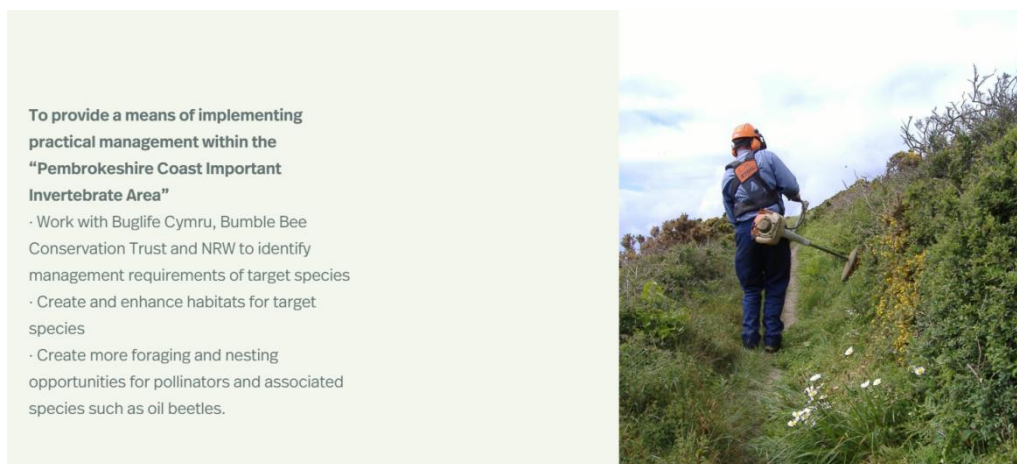 To provide a means of implementing
practical management within the
“Pembrokeshire Coast Important
Invertebrate Area”
· Work with Buglife Cymru, Bumble Bee
Conservation Trust and NRW to identify
management requirements of target species
· Create and enhance habitats for target
species
· Create more foraging and nesting
opportunities for pollinators and associated
species such as oil beetles.